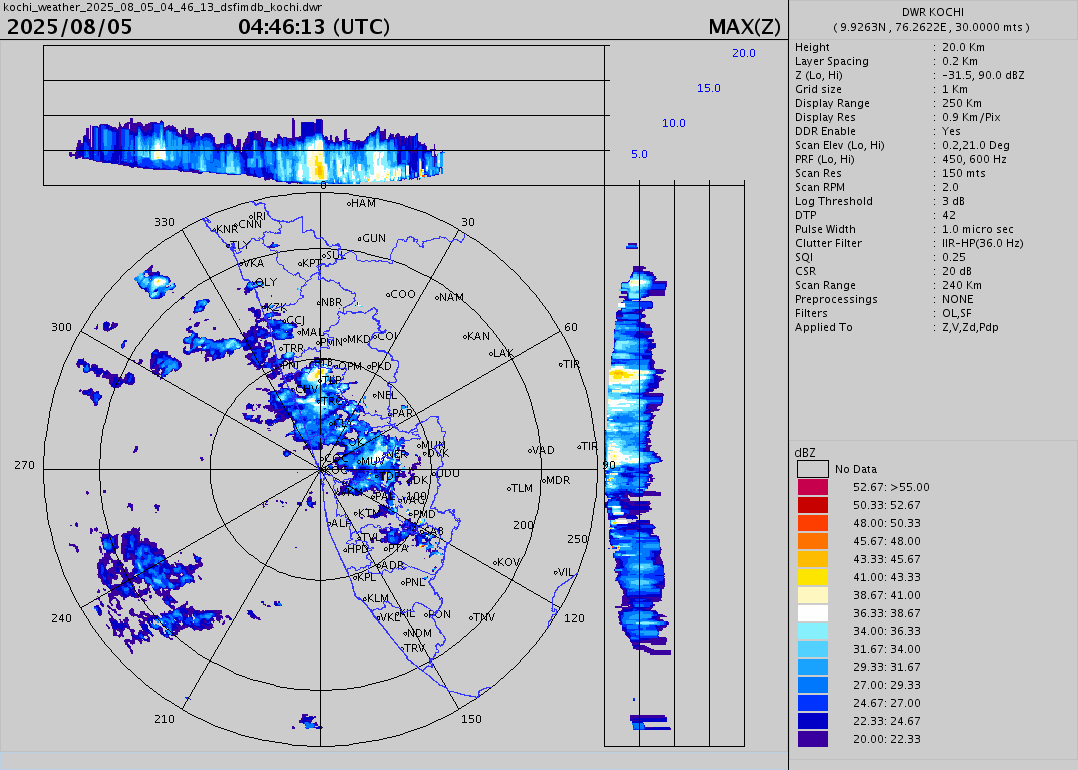 kochi_weather_2025_08_05_04_46_13_dsfimdb_kochi.dwr
2025/08/05 04:46:13 (UTC) MAX(Z)
20.0
15.0
10.0
5.0
0
330 30
300 60
270 90
240 120
210 150
100
200
250
HAM
IRI
CNN
KNR
GUN
TLY
SUL
VKA
KPT
QLY
COO
NAM
NBR
KZK
GCJ
MAL
PMN
MKD
COI
KAN
TRR
LAK
PNT
OPM
PKD
TIR
TLP
CHV
NEL
PAR
MUN
TIR
DVK
NER
VAD
MUV
UDU
MDR
KOC
IDK
TLM
PAL
VAG
KTM
PMD
ALP
SAB
TVL
HPD
PTA
KOV
ADR
VIL
KPL
PNL
KLM
VKL
KIL
PON
TNV
NDM
TRV
DWR KOCHI
( 9.9263N , 76.2622E , 30.0000 mts )
Height : 20.0 Km
Layer Spacing : 0.2 Km
Z (Lo, Hi) : -31.5, 90.0 dBZ
Grid size : 1 Km
Display Range : 250 Km
Display Res : 0.9 Km/Pix
DDR Enable : Yes
Scan Elev (Lo, Hi) : 0.2,21.0 Deg
PRF (Lo, Hi) : 450, 600 Hz
Scan Res : 150 mts
Scan RPM : 2.0
Log Threshold : 3 dB
DTP : 42
Pulse Width : 1.0 micro sec
Clutter Filter : IIR-HP(36.0 Hz)
SQI : 0.25
CSR : 20 dB
Scan Range : 240 Km
Preprocessings : NONE
Filters : OL,SF
Applied To : Z,V,Zd,Pdp
dBZ
No Data
52.67: >55.00
50.33: 52.67
48.00: 50.33
45.67: 48.00
43.33: 45.67
41.00: 43.33
38.67: 41.00
36.33: 38.67
34.00: 36.33
31.67: 34.00
29.33: 31.67
27.00: 29.33
24.67: 27.00
22.33: 24.67
20.00: 22.33